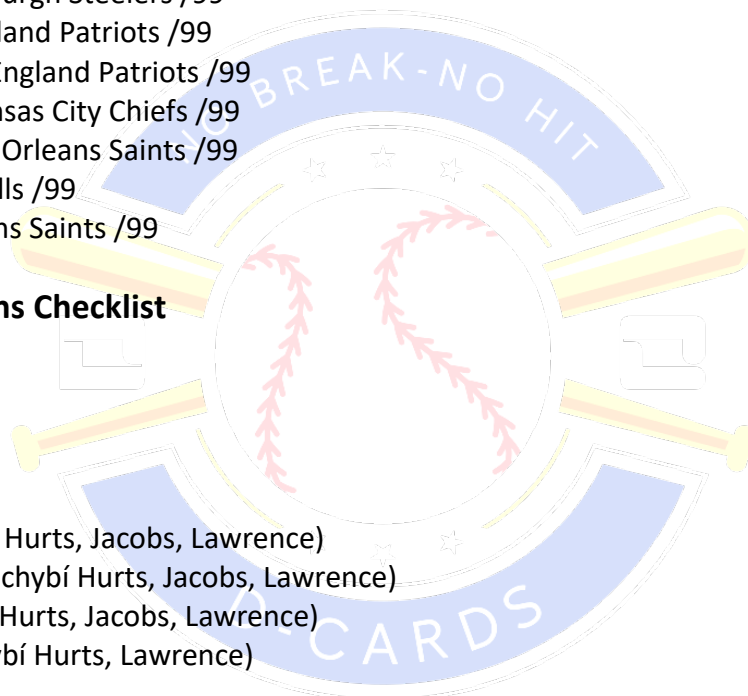 urgh Steelers /99
land Patriots /99
England Patriots /99
nsas City Chiefs /99
Orleans Saints /99
lls /99
ns Saints /99
ns Checklist
Hurts, Jacobs, Lawrence)
chybí Hurts, Jacobs, Lawrence)
Hurts, Jacobs, Lawrence)
bí Hurts, Lawrence)
NO BREAK-NO HIT
D-CARDS